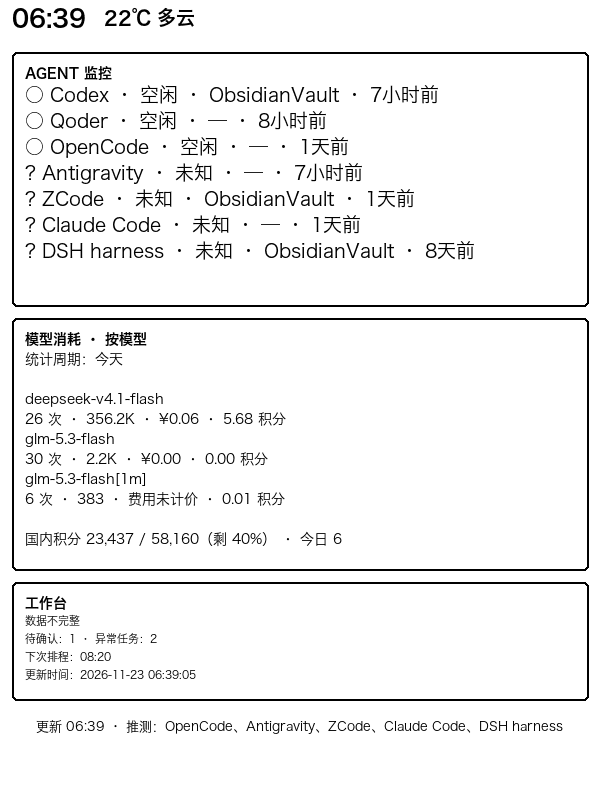 06:39 22℃ 多云
AGENT 监控
○ Codex · 空闲 · ObsidianVault · 7小时前
○ Qoder · 空闲 · — · 8小时前
○ OpenCode · 空闲 · — · 1天前
? Antigravity · 未知 · — · 7小时前
? ZCode · 未知 · ObsidianVault · 1天前
? Claude Code · 未知 · — · 1天前
? DSH harness · 未知 · ObsidianVault · 8天前
模型消耗 · 按模型
统计周期：今天
deepseek-v4.1-flash
26 次 · 356.2K · ¥0.06 · 5.68 积分
glm-5.3-flash
30 次 · 2.2K · ¥0.00 · 0.00 积分
glm-5.3-flash[1m]
6 次 · 383 · 费用未计价 · 0.01 积分
国内积分 23,437 / 58,160（剩 40%） · 今日 6
工作台
数据不完整
待确认：1 · 异常任务：2
下次排程：08:20
更新时间：2026-11-23 06:39:05
更新 06:39 · 推测：OpenCode、Antigravity、ZCode、Claude Code、DSH harness